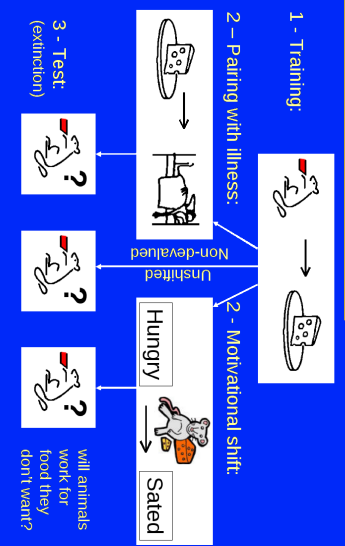 1 - Training:
2 – Pairing with illness:
2 - Motivational shift:
Hungry
Sated
Non-devalued
Unshifted
3 - Test:
(extinction)
?
?
?
will animals
work for
food they
don't want?